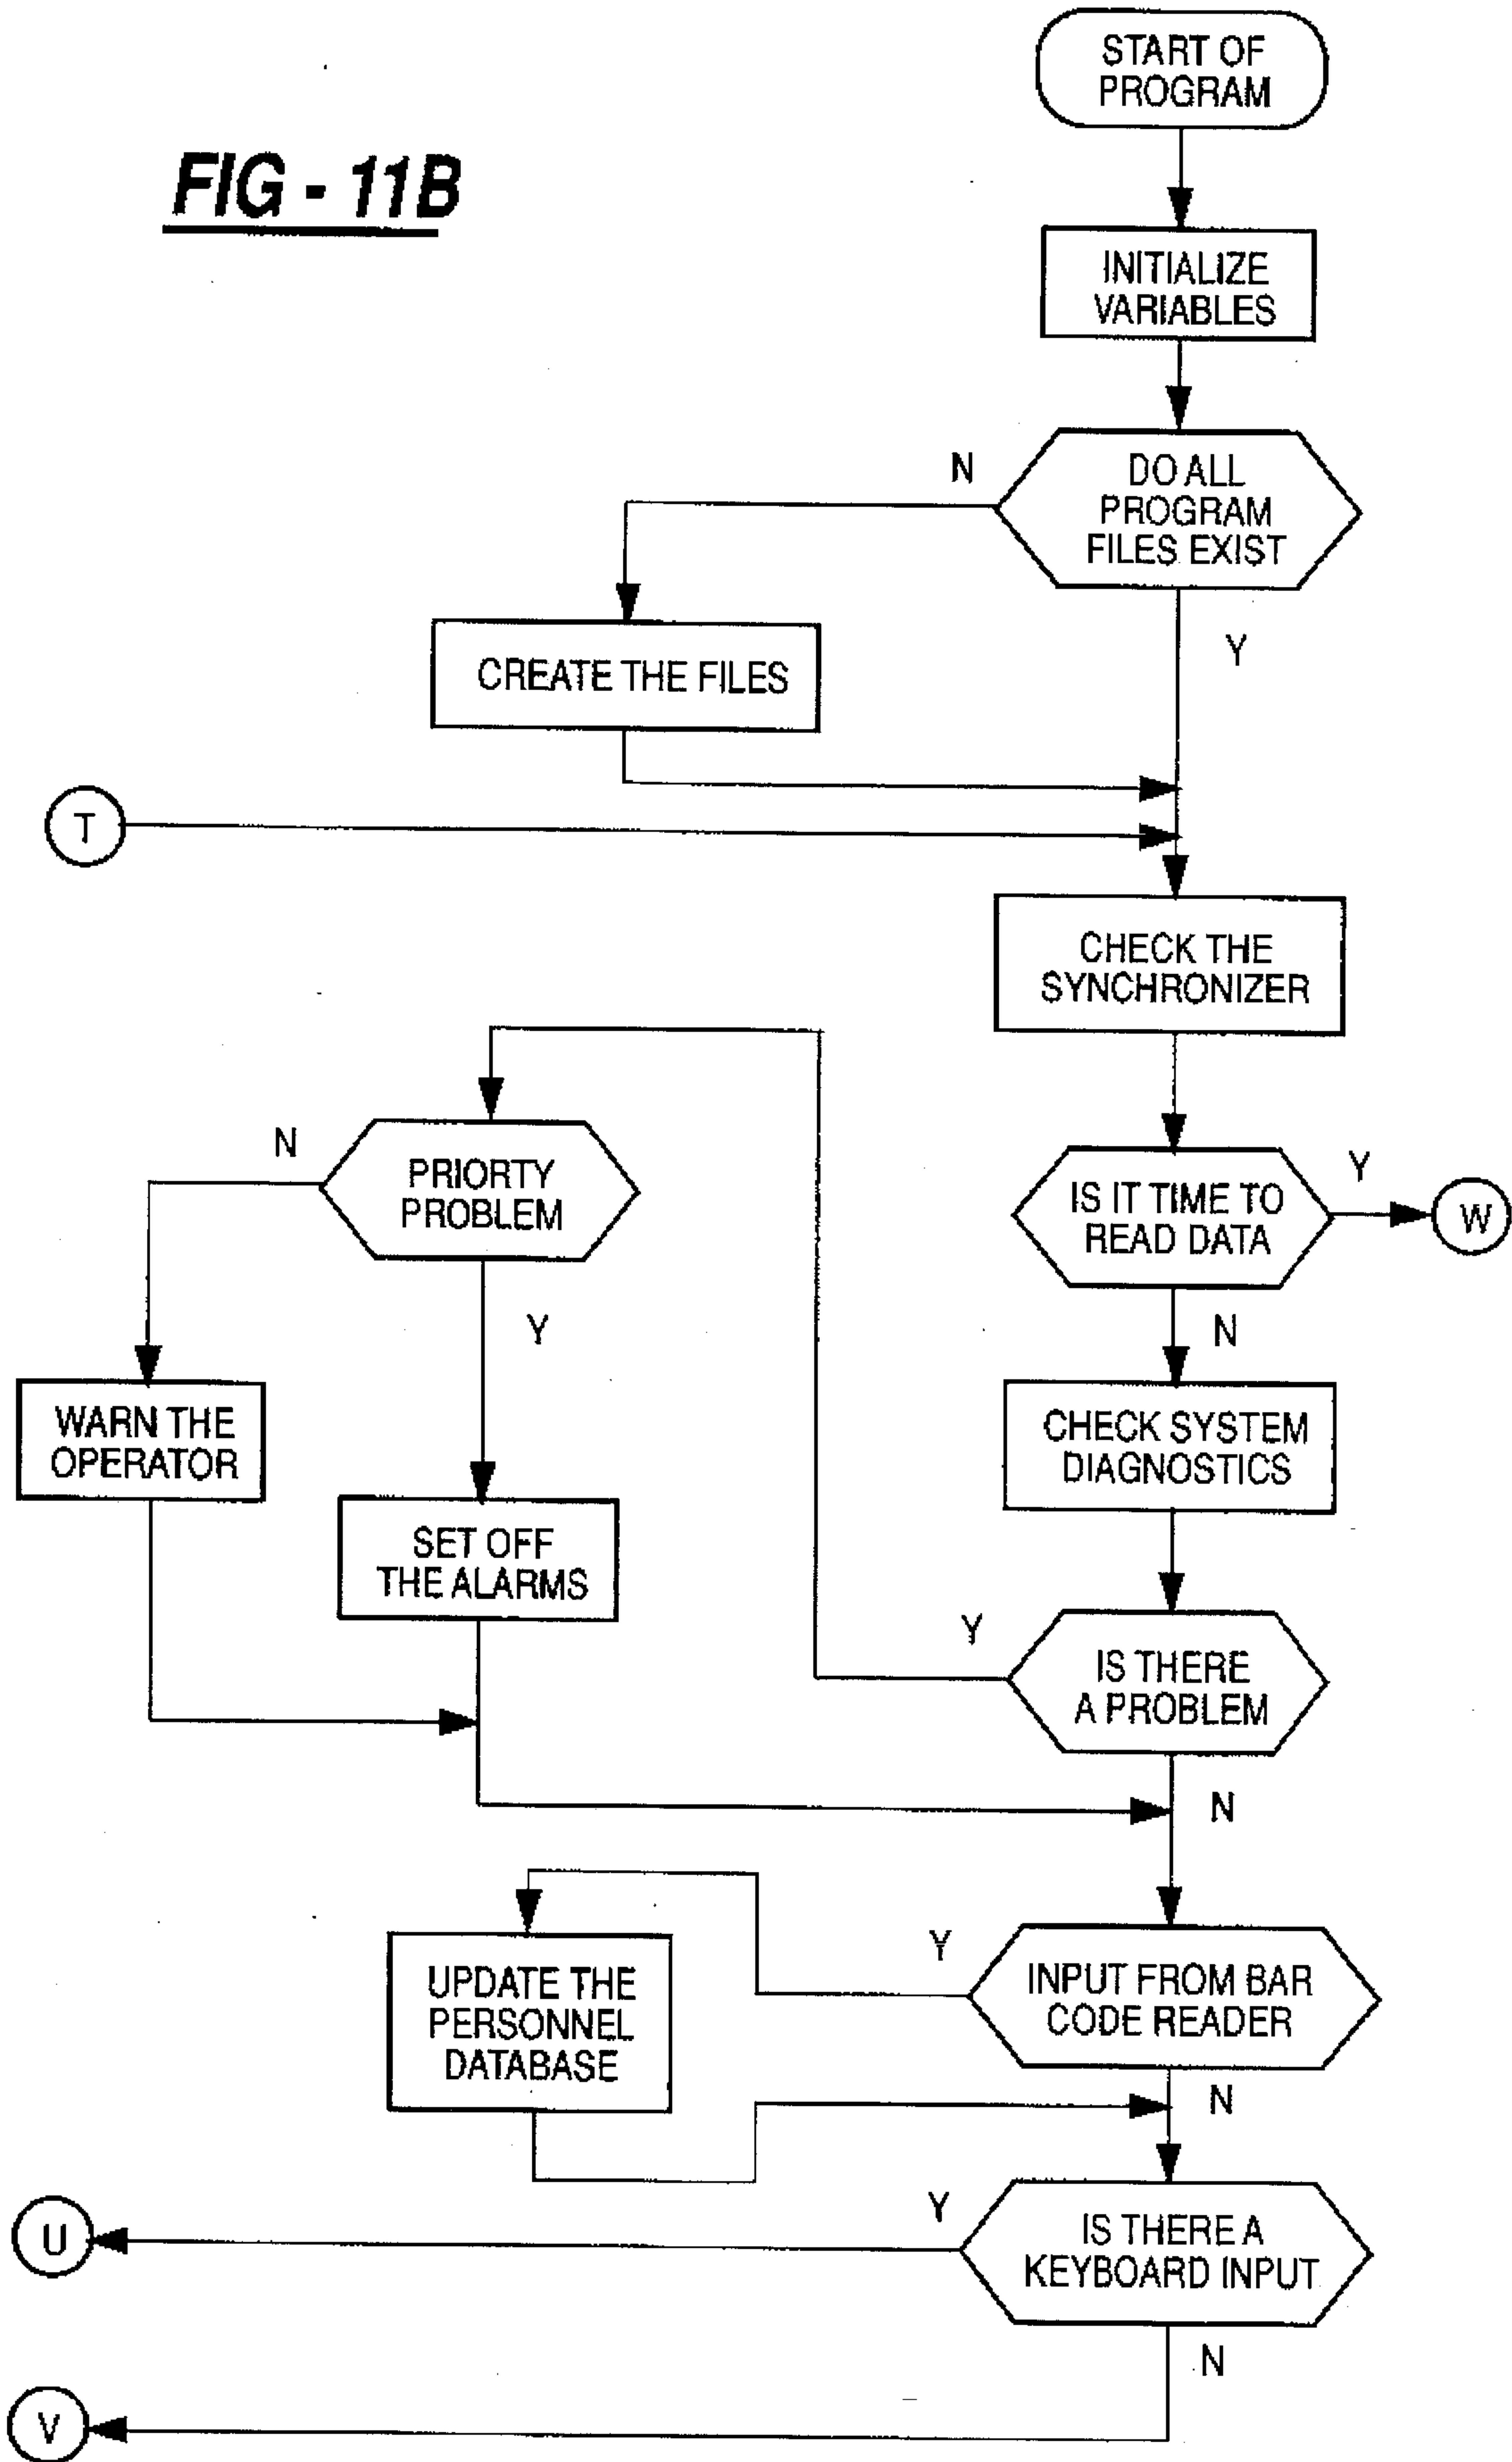 START OF
PROGRAM
FIG - 11B
INITIALIZE
VARIABLES
N
DO ALL
PROGRAM
FILES EXIST
Y
CREATE THE FILES
T
CHECK THE
SYNCHRONIZER
N
PRIORTY
PROBLEM
Y
IS IT TIME TO
READ DATA
W
Y
N
WARN THE
OPERATOR
CHECK SYSTEM
DIAGNOSTICS
SET OFF
THE ALARMS
Y
IS THERE
A PROBLEM
N
Y
INPUT FROM BAR
CODE READER
UPDATE THE
PERSONNEL
DATABASE
N
Y
IS THERE A
KEYBOARD INPUT
U
N
V